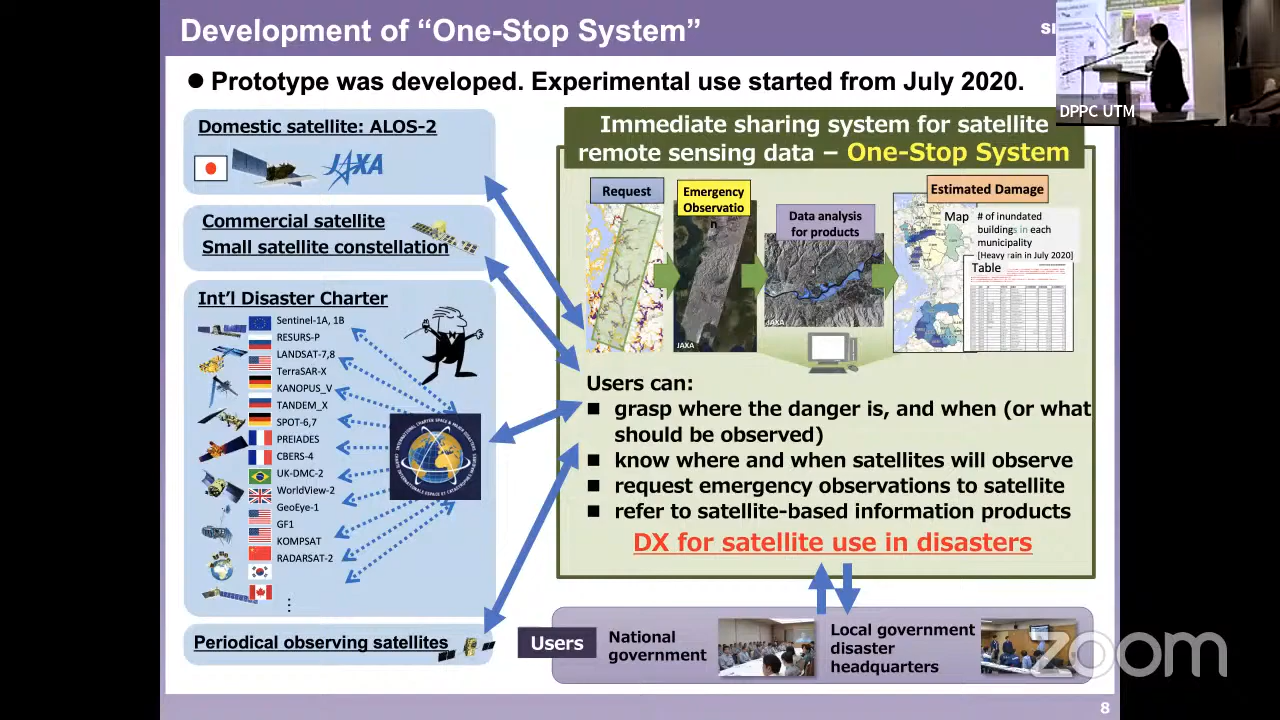 Development of “One-Stop System”
● Prototype was developed. Experimental use started from July 2020.
DPPC UTM
Domestic satellite: ALOS-2
JAXA
Commercial satellite
Small satellite constellation
Int'l Disaster Charter
Sentinel-1A, 1B
RESURS-P
LANDSAT-7,8
TerraSAR-X
KANOPUS_V
TANDEM_X
SPOT-6,7
PREIADES
CBERS-4
UK-DMC-2
WorldView-2
GeoEye-1
GF1
KOMPSAT
RADARSAT-2
Periodical observing satellites
Immediate sharing system for satellite
remote sensing data – One-Stop System
Request
Emergency
Observatio
n
Data analysis
for products
Estimated Damage
Map
# of inundated
buildings in each
municipality
[Heavy rain in July 2020]
Table
JAXA
JAXA
Users can:
■ grasp where the danger is, and when (or what
should be observed)
■ know where and when satellites will observe
■ request emergency observations to satellite
■ refer to satellite-based information products
DX for satellite use in disasters
Users
National
government
Local government
disaster
headquarters
zoom
8